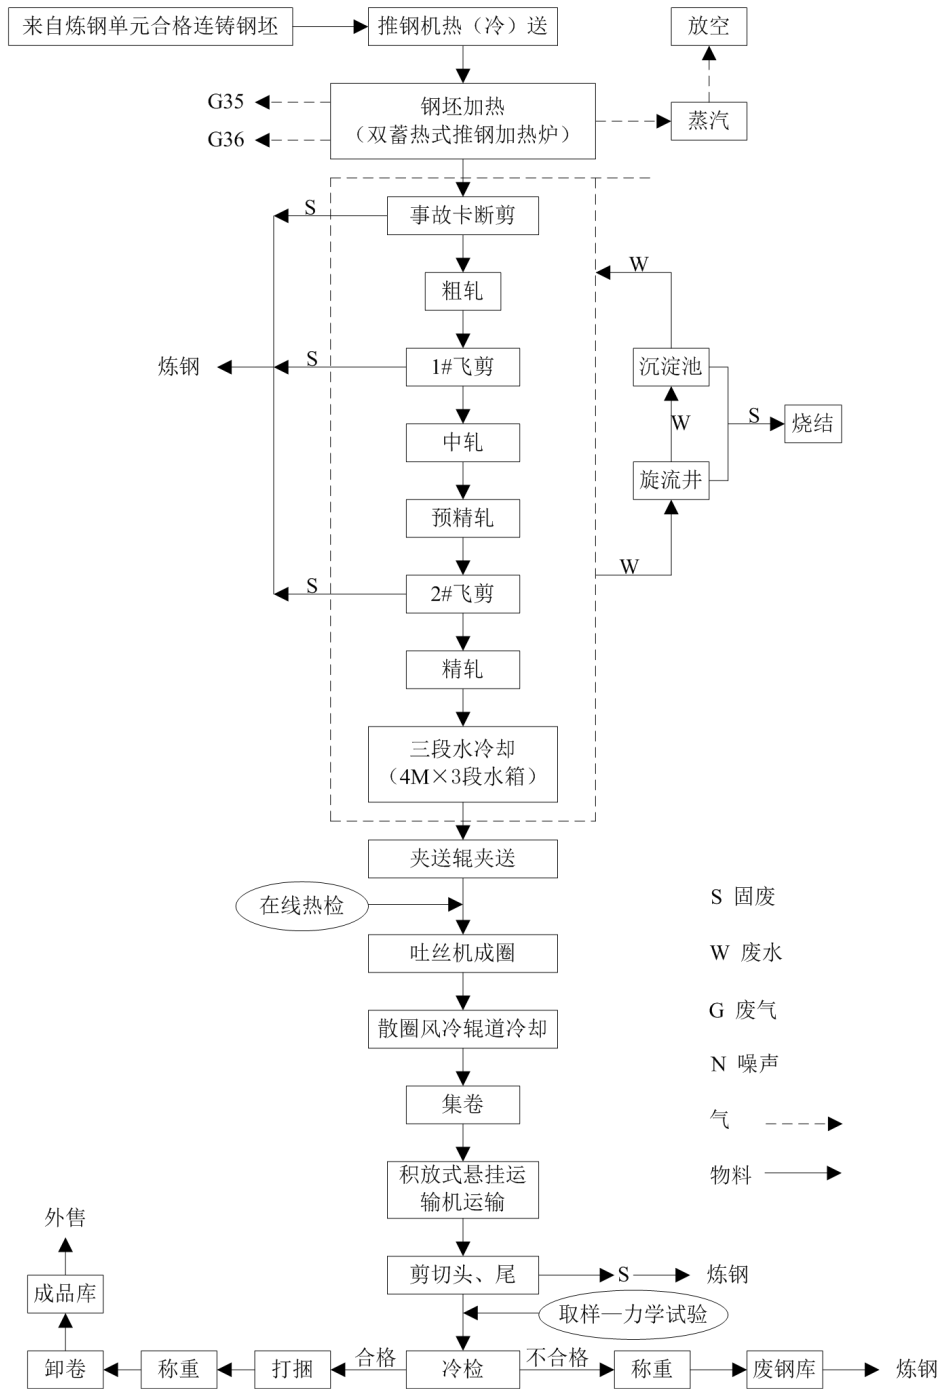 来自炼钢单元合格连铸钢坯
推钢机热（冷）送
放空
G35
钢坯加热
（双蓄热式推钢加热炉）
G36
蒸汽
S
事故卡断剪
W
粗轧
炼钢
S
1#飞剪
沉淀池
中轧
W
S
烧结
旋流井
预精轧
W
S
2#飞剪
精轧
三段水冷却
（4M×3段水箱）
夹送辊夹送
在线热检
S 固废
吐丝机成圈
W 废水
散圈风冷辊道冷却
G 废气
N 噪声
集卷
气
积放式悬挂运
输机运输
物料
外售
剪切头、尾
S
炼钢
成品库
取样—力学试验
卸卷
称重
打捆
合格
冷检
不合格
称重
废钢库
炼钢